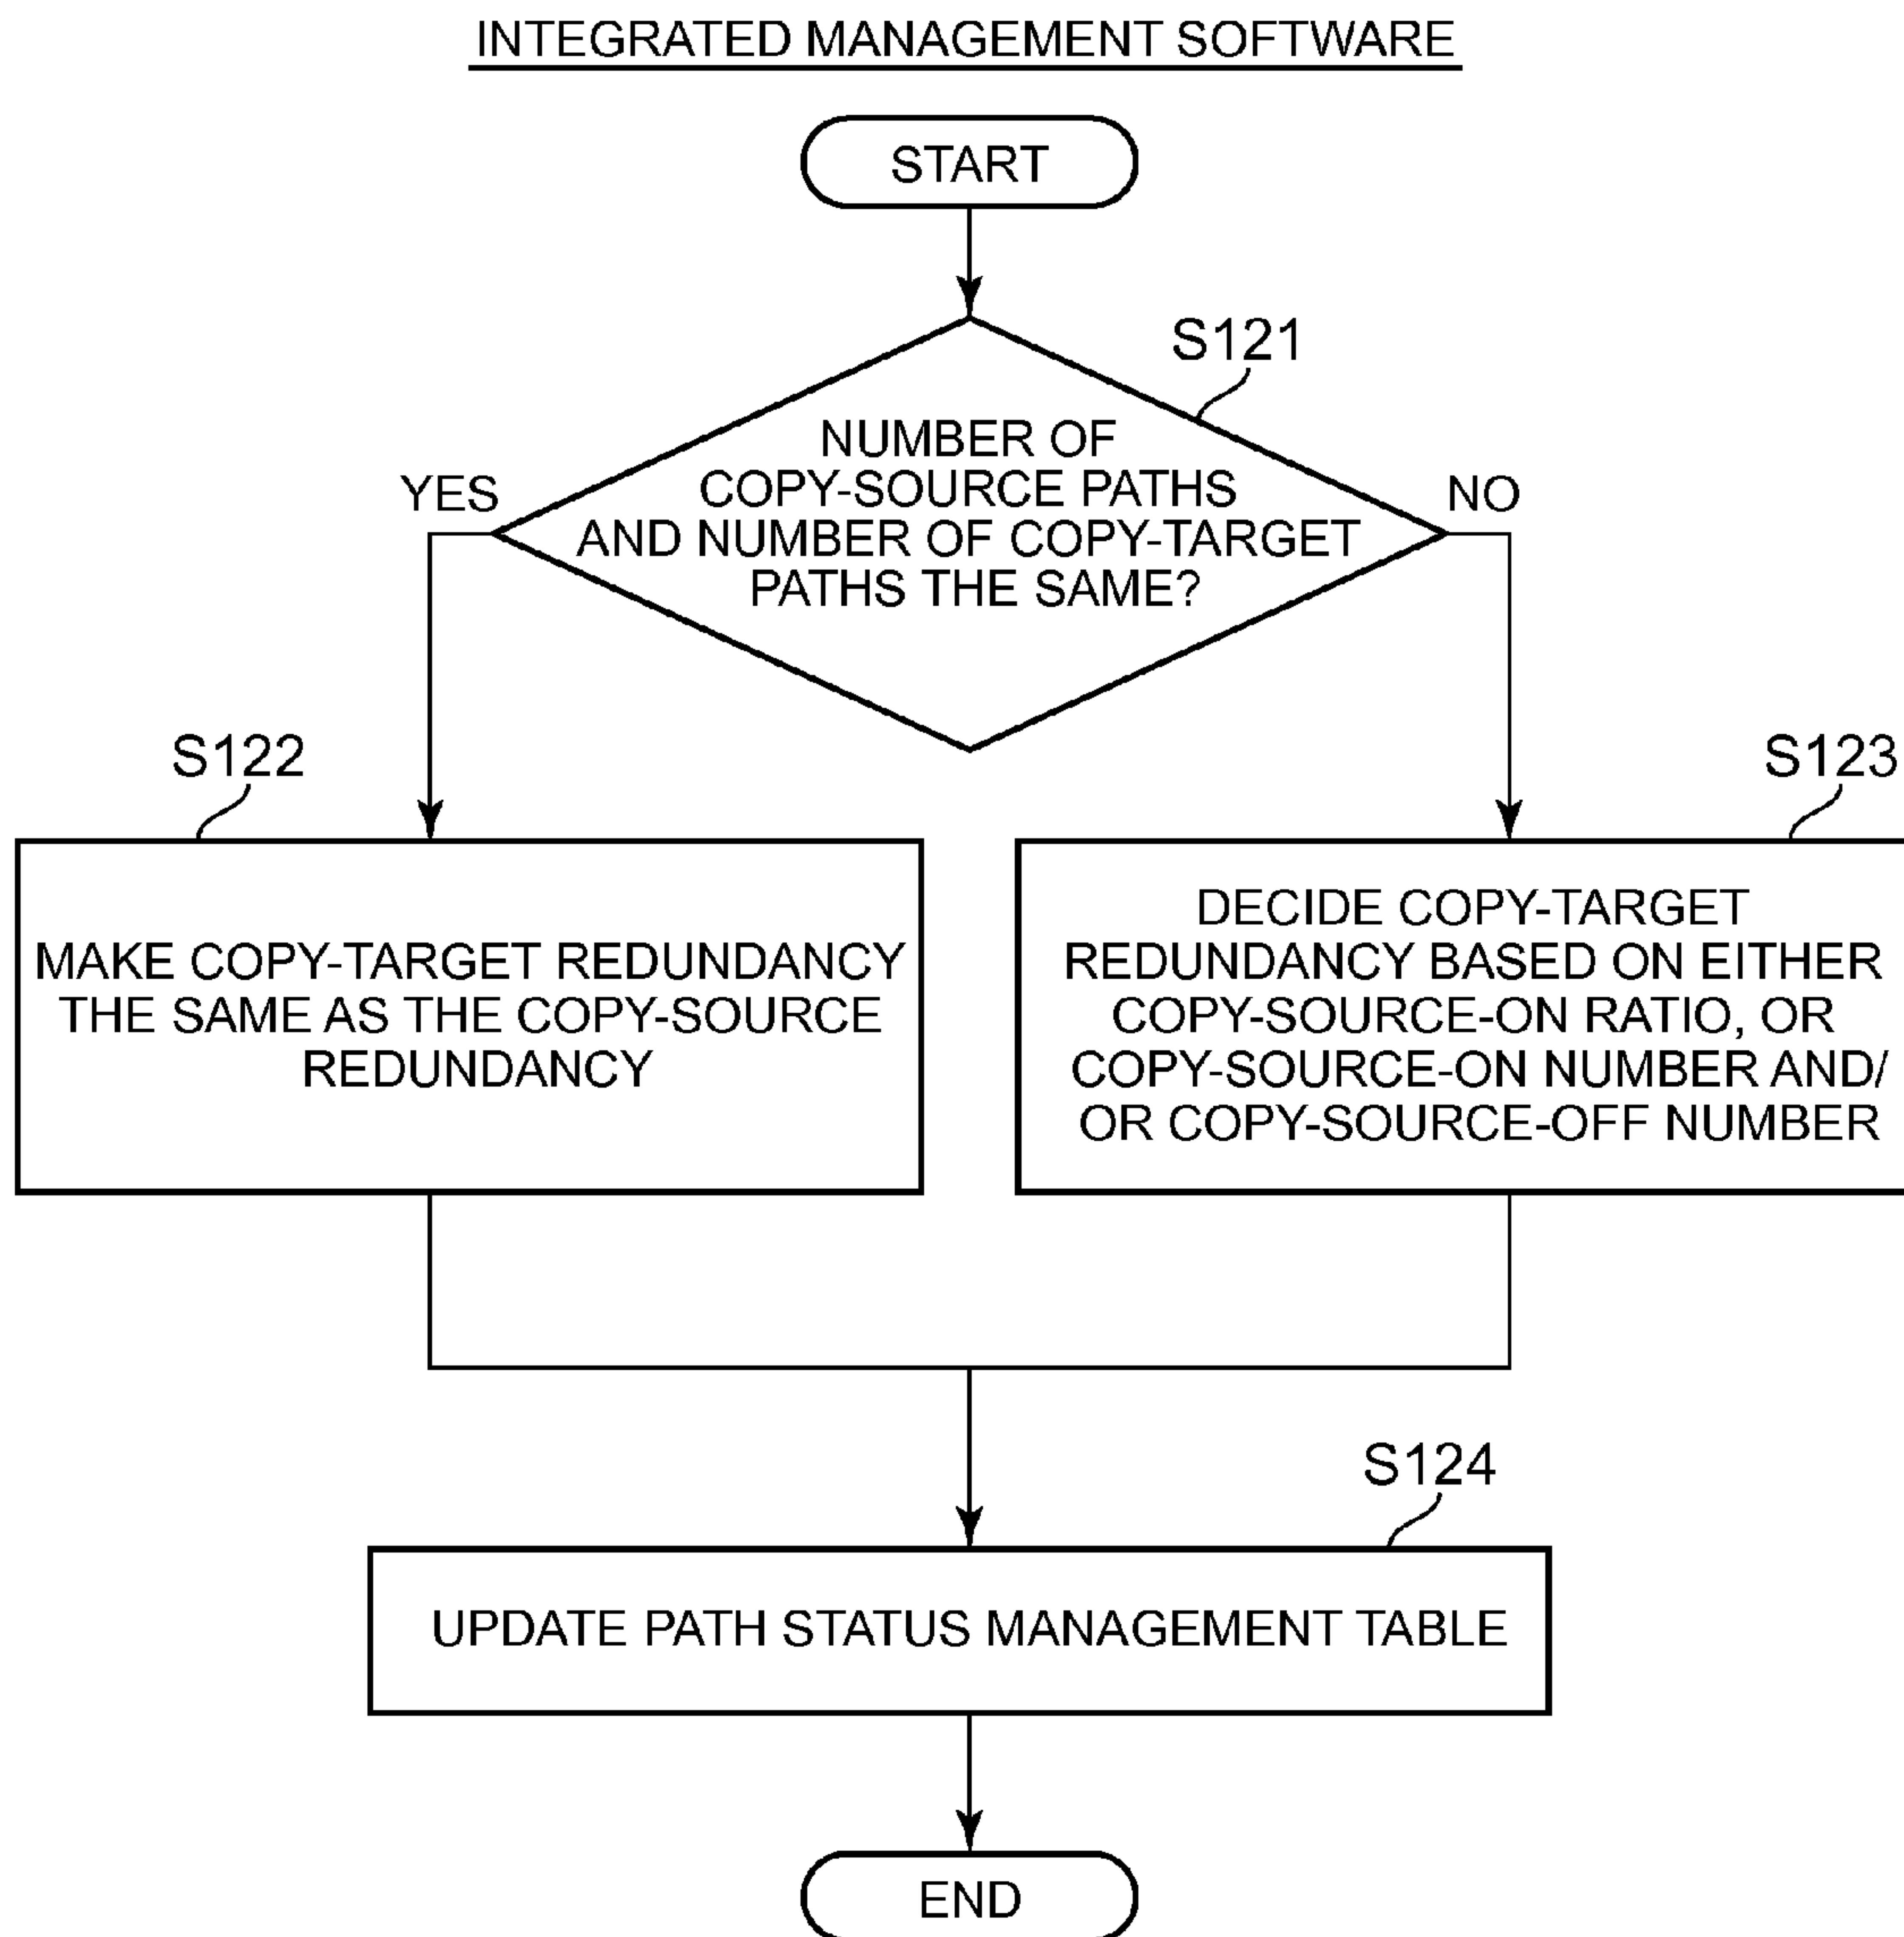 INTEGRATED MANAGEMENT SOFTWARE
START
S121
NUMBER OF
COPY-SOURCE PATHS
AND NUMBER OF COPY-TARGET
PATHS THE SAME?
YES
NO
S122
MAKE COPY-TARGET REDUNDANCY
THE SAME AS THE COPY-SOURCE
REDUNDANCY
S123
DECIDE COPY-TARGET
REDUNDANCY BASED ON EITHER
COPY-SOURCE-ON RATIO, OR
COPY-SOURCE-ON NUMBER AND/
OR COPY-SOURCE-OFF NUMBER
S124
UPDATE PATH STATUS MANAGEMENT TABLE
END